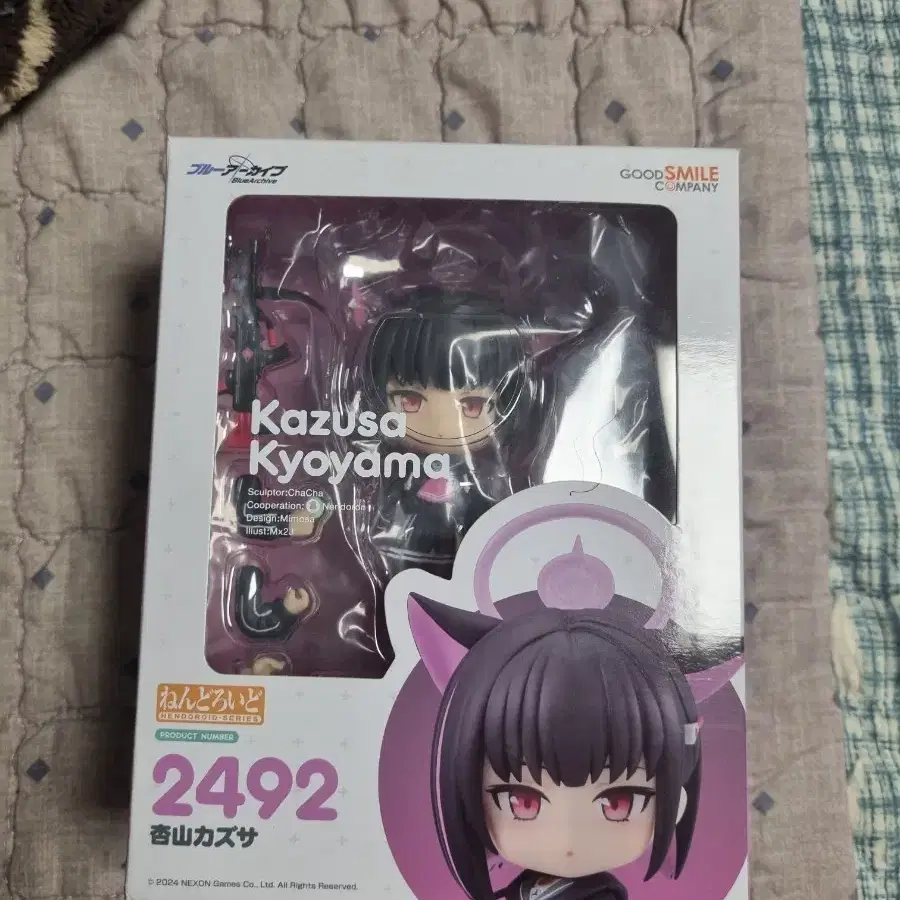 ブルーアーカイブ
BlueArchive
GOOD SMILE
COMPANY
Kazusa
Kyoyama
Sculptor:ChaCha
Cooperation: Nendoron
Design:Mimosa
Illust:Mx2J
ねんどろいど
NENDOROID-SERIES
PRODUCT NUMBER
2492
杏山カズサ
© 2024 NEXON Games Co., Ltd. All Rights Reserved.